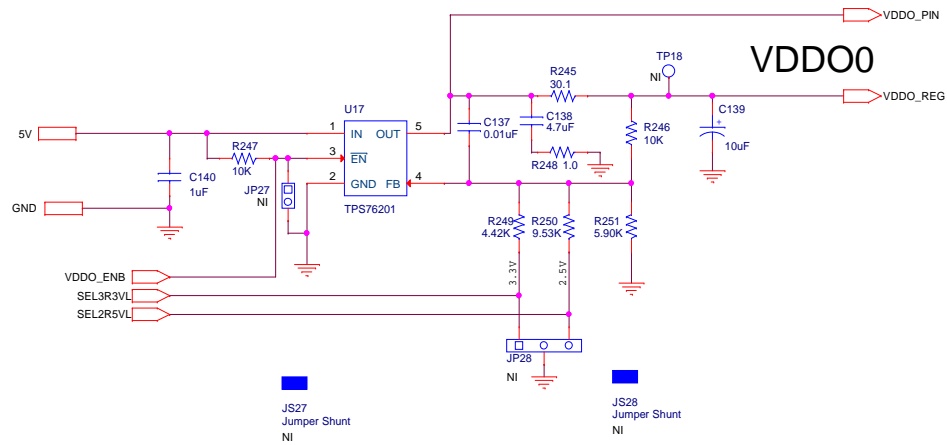 VDDO_PIN
VDDO0
TP18
NI
R245
30.1
VDDO_REG
C139
+
10uF
U17
C137
0.01uF
C138
4.7uF
R246
10K
5V
1
IN
OUT
5
R247
10K
3
EN
R248
1.0
C140
1uF
2
GND
FB
4
JP27
NI
TPS76201
GND
R249
4.42K
R250
9.53K
R251
5.90K
VDDO_ENB
3.3V
2.5V
SEL3R3VL
SEL2R5VL
JP28
NI
JS27
Jumper Shunt
NI
JS28
Jumper Shunt
NI